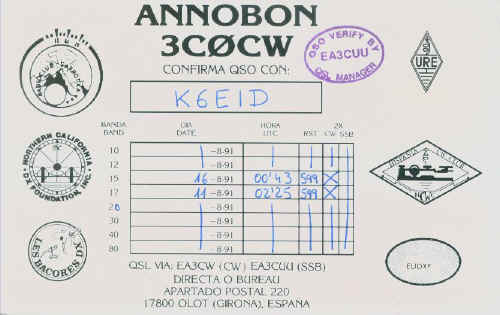 ANNOBON
3CØCW
CONFIRMA QSO CON:
QSO VERIFY BY
EA3CUU
QSL MANAGER
URE
K6EID
BANDA
BAND
DIA
DATE
HORA
UTC
RST
2X
CW SSB
10 -8-91
12 -8-91
15 16 -8-91 00'43 599 X
17 11 -8-91 02'25 599 X
20 -8-91
30 -8-91
40 -8-91
80 -8-91
NORTHERN CALIFORNIA
DX FOUNDATION, INC.
LES BACORES DX
HCW
EUDXF
QSL VIA: EA3CW (CW) EA3CUU (SSB)
DIRECTA O BUREAU
APARTADO POSTAL 220
17800 OLOT (GIRONA), ESPANA